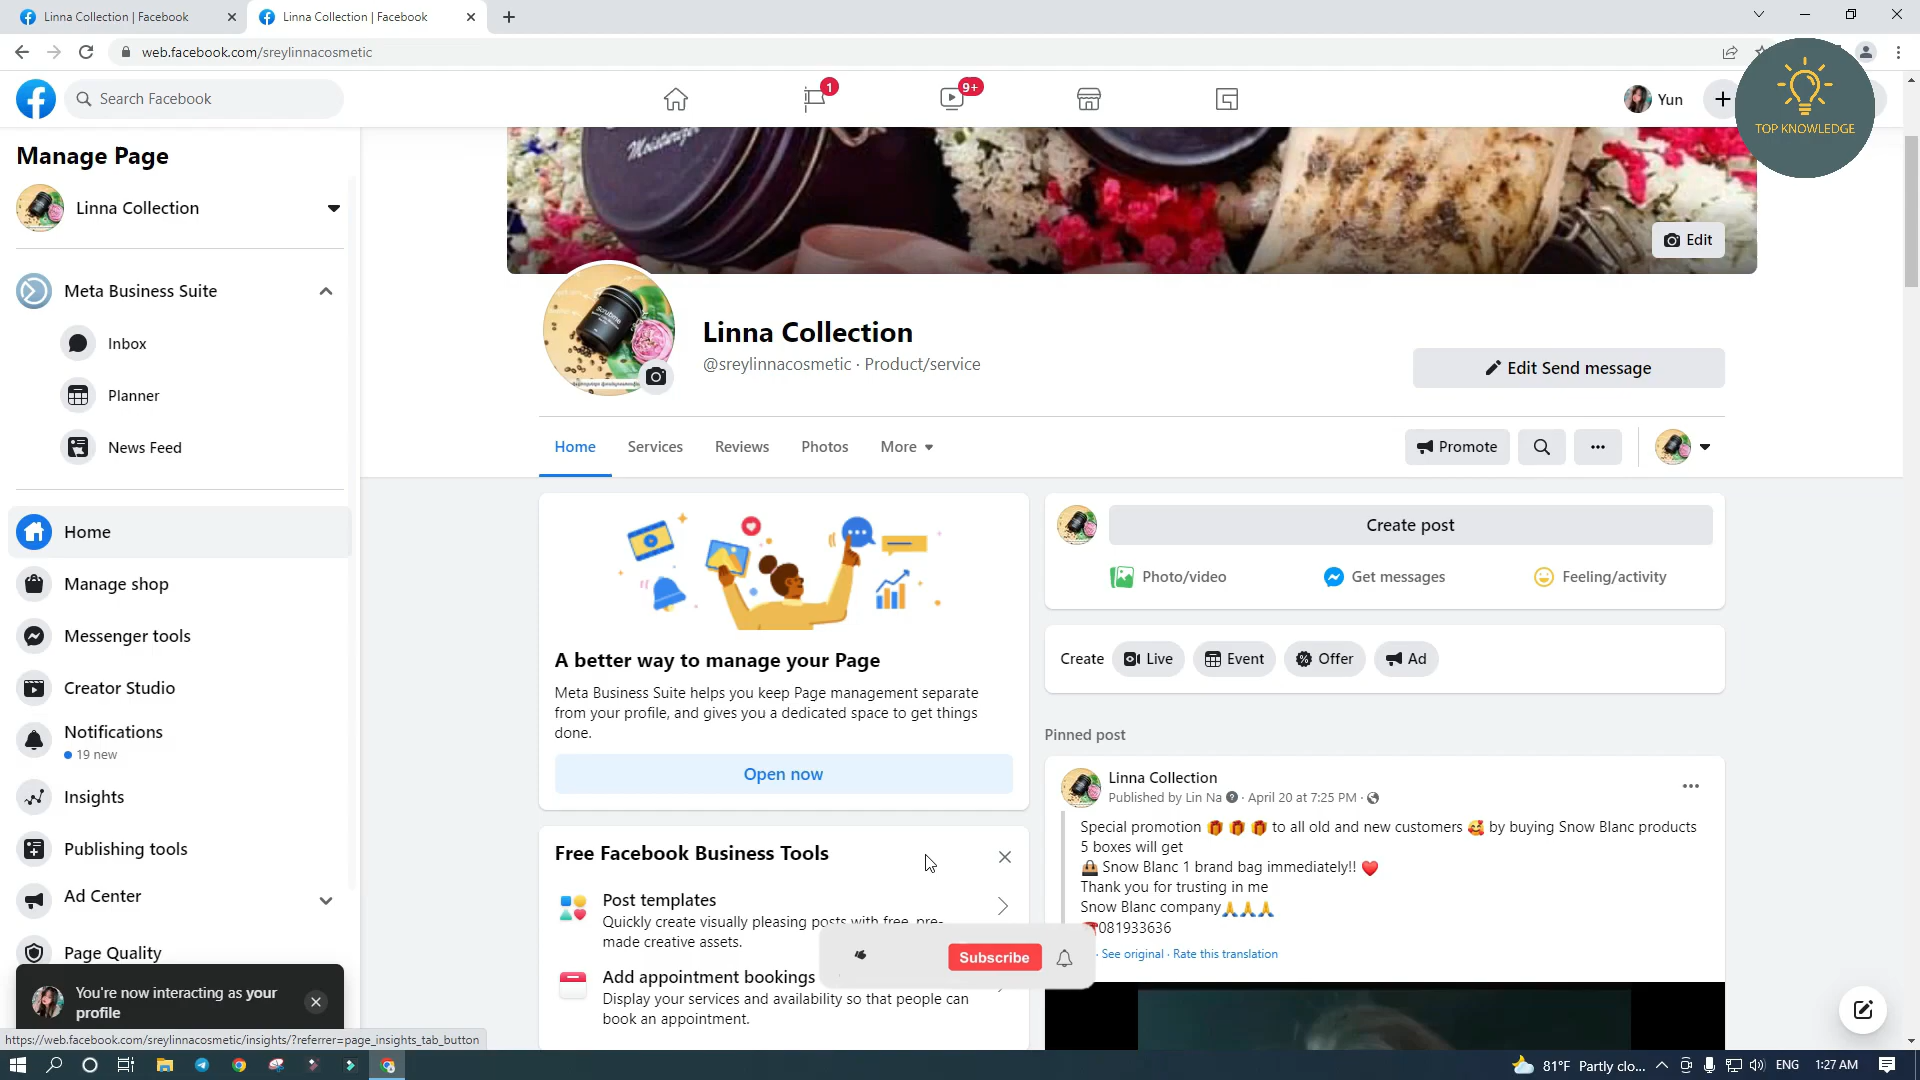 Linna Collection | Facebook
Linna Collection | Facebook
web.facebook.com/sreylinnacosmetic
Search Facebook
1
9+
Yun
TOP KNOWLEDGE
Manage Page
Linna Collection
Meta Business Suite
Inbox
Planner
News Feed
Home
Manage shop
Messenger tools
Creator Studio
Notifications
19 new
Insights
Publishing tools
Ad Center
Page Quality
You're now interacting as your
profile
https://web.facebook.com/sreylinnacosmetic/insights/?referrer=page_insights_tab_button
Moisturizer
Edit
Scrubme
Linna Collection
@sreylinnacosmetic · Product/service
Edit Send message
Home
Services
Reviews
Photos
More
Promote
A better way to manage your Page
Meta Business Suite helps you keep Page management separate
from your profile, and gives you a dedicated space to get things
done.
Open now
Free Facebook Business Tools
Post templates
Quickly create visually pleasing posts with free, pre-
made creative assets.
Add appointment bookings
Display your services and availability so that people can
book an appointment.
Subscribe
Create post
Photo/video
Get messages
Feeling/activity
Create
Live
Event
Offer
Ad
Pinned post
Linna Collection
Published by Lin Na · April 20 at 7:25 PM ·
Special promotion 🎁 🎁 🎁 to all old and new customers 🥰 by buying Snow Blanc products
5 boxes will get
👜 Snow Blanc 1 brand bag immediately!! ❤️
Thank you for trusting in me
Snow Blanc company🙏🙏🙏
☎️081933636
· See original · Rate this translation
81°F Partly clo...
ENG
1:27 AM